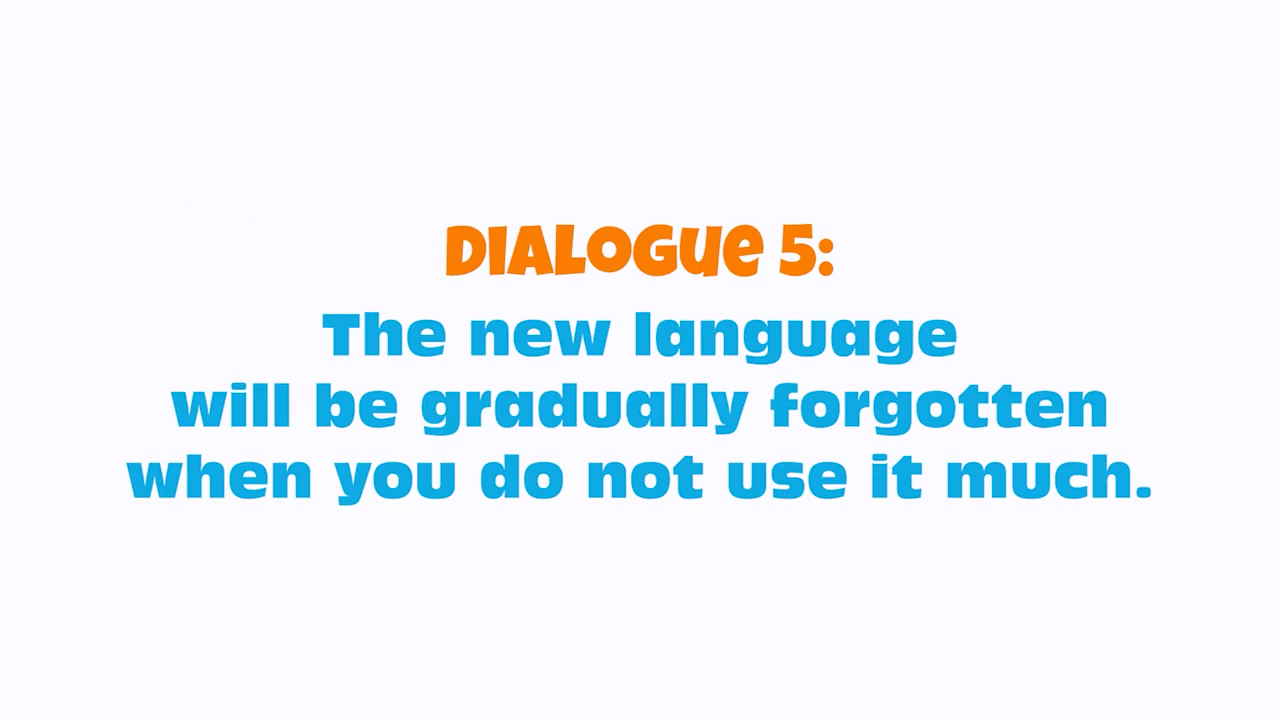 DIALOGUE 5:
The new language
will be gradually forgotten
when you do not use it much.